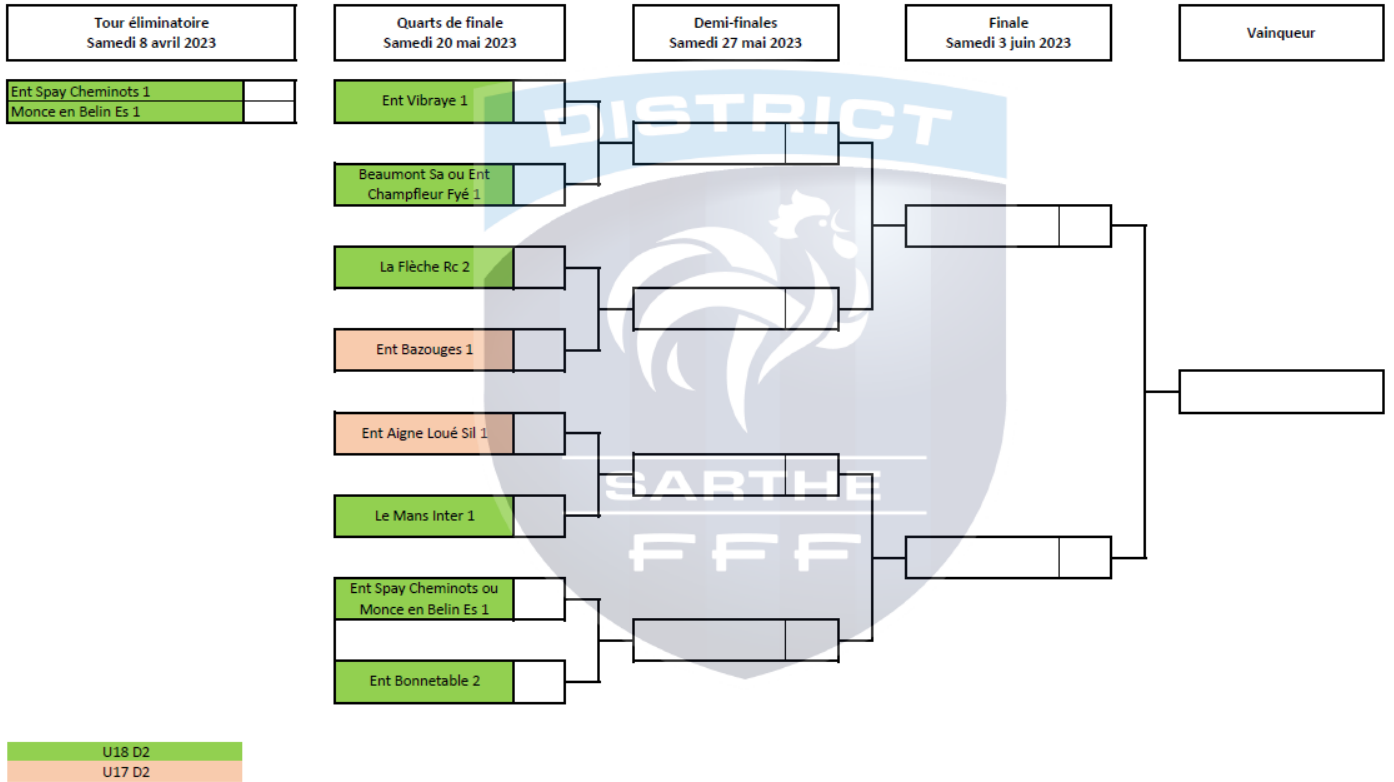 Tour éliminatoire
Samedi 8 avril 2023
Quarts de finale
Samedi 20 mai 2023
Demi-finales
Samedi 27 mai 2023
Finale
Samedi 3 juin 2023
Vainqueur
Ent Spay Cheminots 1
Monce en Belin Es 1
Ent Vibraye 1
Beaumont Sa ou Ent
Champfleur Fyé 1
La Flèche Rc 2
Ent Bazouges 1
Ent Aigne Loué Sil 1
Le Mans Inter 1
Ent Spay Cheminots ou
Monce en Belin Es 1
Ent Bonnetable 2
DISTRICT
SARTHE
FFF
U18 D2
U17 D2